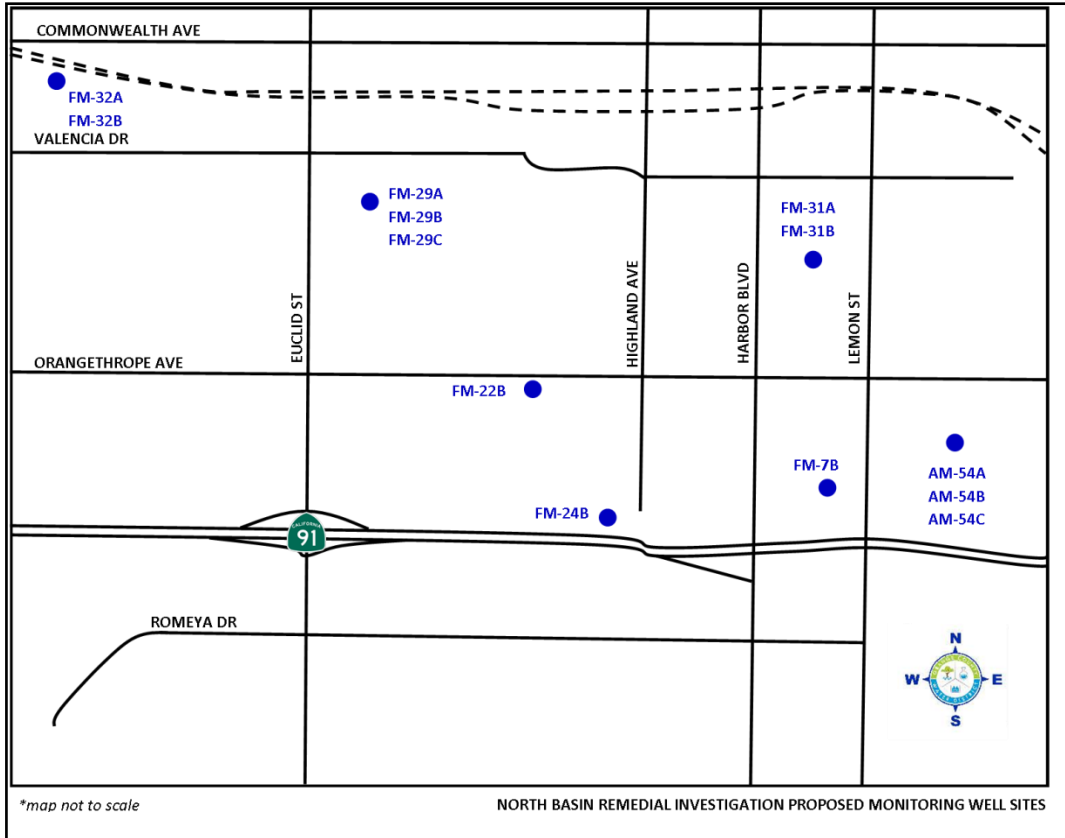 COMMONWEALTH AVE
FM-32A
FM-32B
VALENCIA DR
FM-29A
FM-29B
FM-29C
FM-31A
FM-31B
EUCLID ST
HIGHLAND AVE
HARBOR BLVD
LEMON ST
ORANGETHROPE AVE
FM-22B
FM-7B
AM-54A
AM-54B
AM-54C
FM-24B
CALIFORNIA
91
ROMEYA DR
N
W
E
S
*map not to scale
NORTH BASIN REMEDIAL INVESTIGATION PROPOSED MONITORING WELL SITES